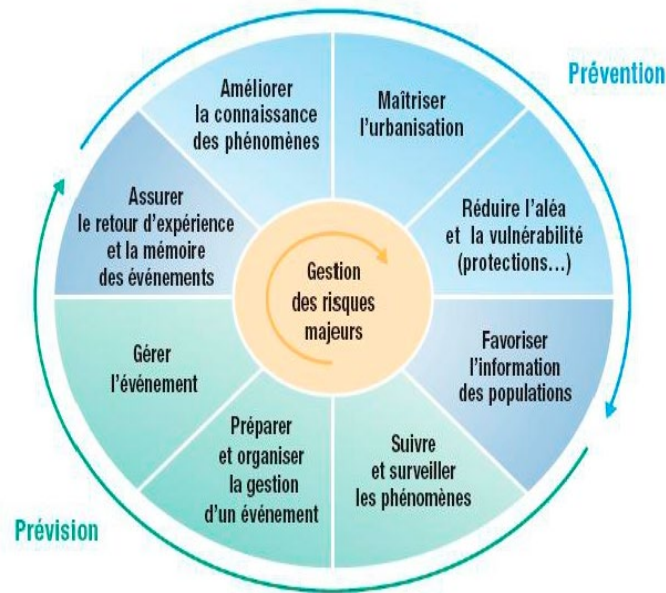 Prévention
Améliorer
la connaissance
des phénomènes
Maîtriser
l'urbanisation
Réduire l'aléa
et la vulnérabilité
(protections...)
Favoriser
l'information
des populations
Suivre
et surveiller
les phénomènes
Préparer
et organiser
la gestion
d'un événement
Gérer
l'événement
Assurer
le retour d'expérience
et la mémoire
des événements
Gestion
des risques
majeurs
Prévision